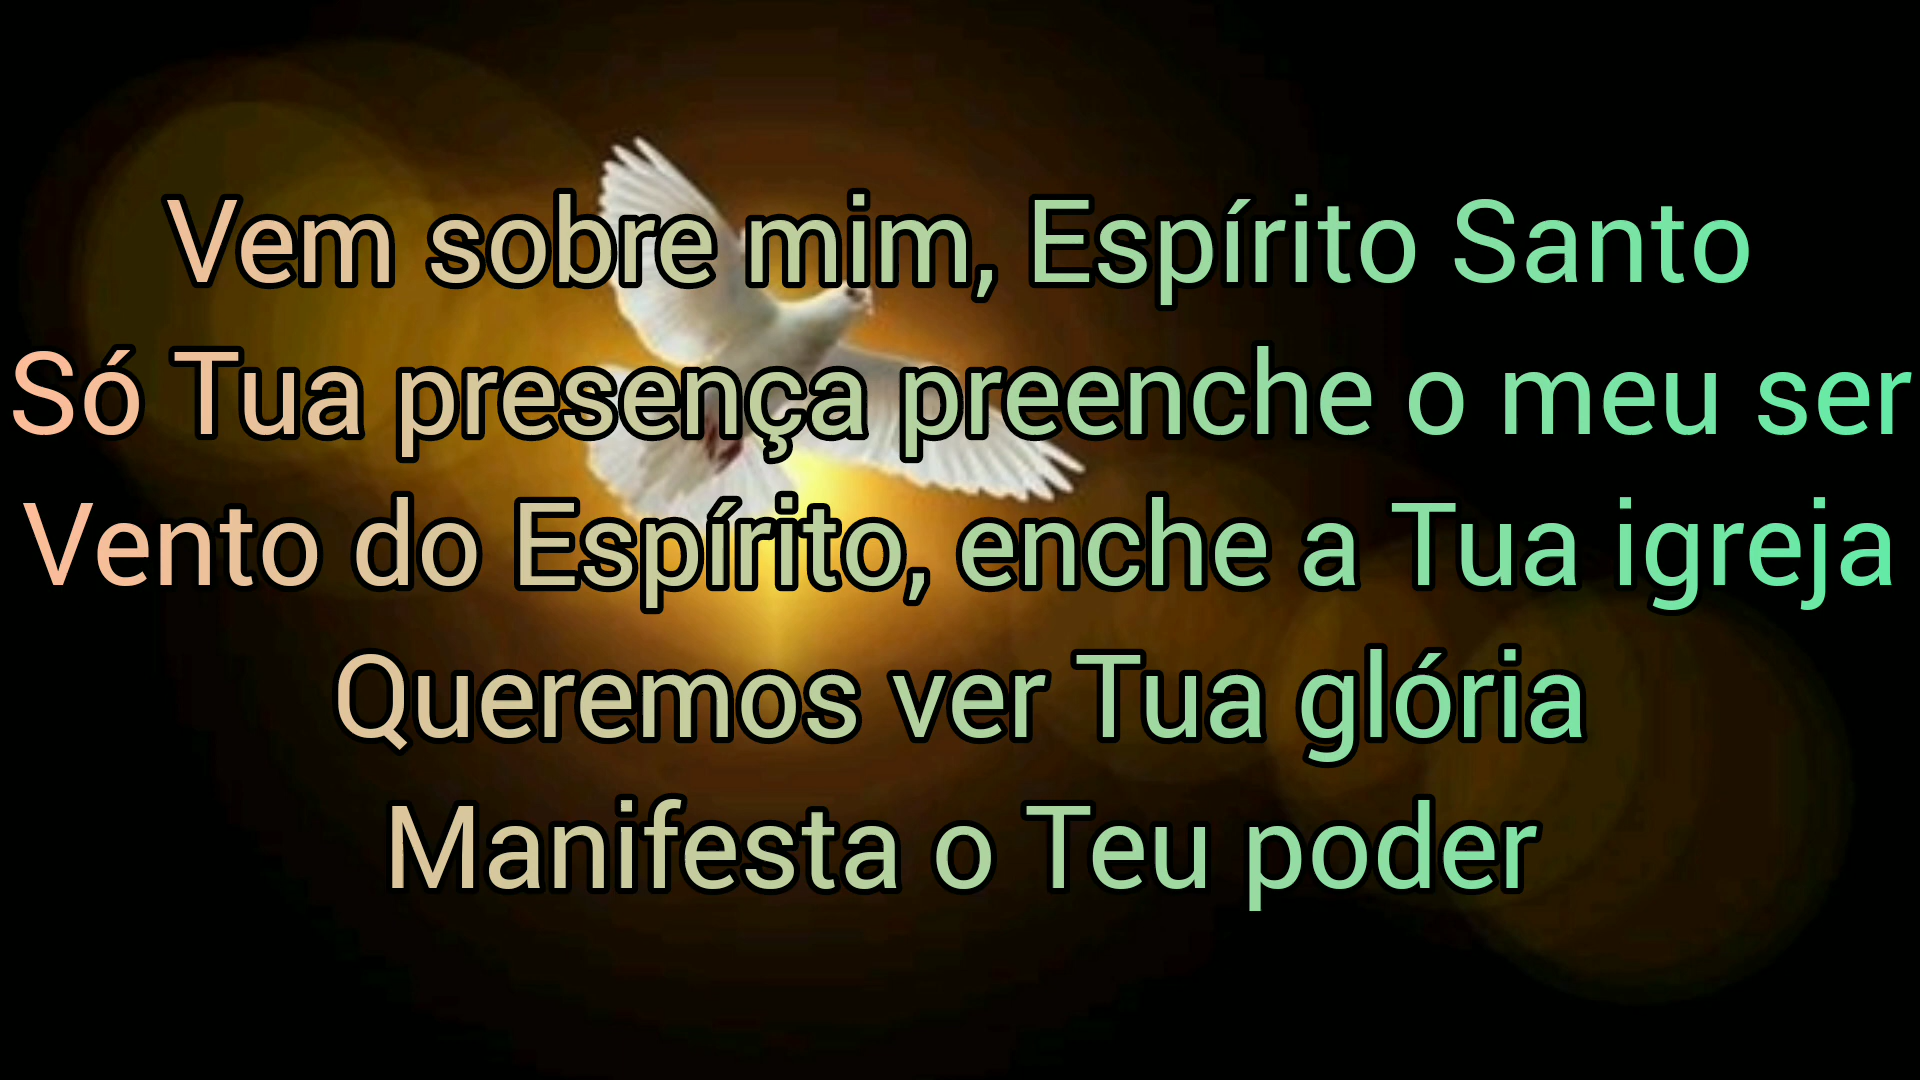 Vem sobre mim, Espírito Santo
Só Tua presença preenche o meu ser
Vento do Espírito, enche a Tua igreja
Queremos ver Tua glória
Manifesta o Teu poder